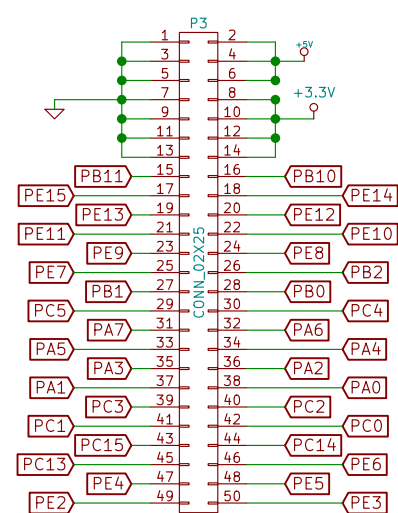 P3
1 2 +5V
3 4
5 6
7 8 +3.3V
9 10
11 12
13 14
PB11 15 16 PB10
PE15 17 18 PE14
PE13 19 20 PE12
PE11 21 22 PE10
PE9 23 24 PE8
PE7 25 26 PB2
PB1 27 28 PB0
PC5 29 30 PC4
PA7 31 32 PA6
PA5 33 34 PA4
PA3 35 36 PA2
PA1 37 38 PA0
PC3 39 40 PC2
PC1 41 42 PC0
PC15 43 44 PC14
PC13 45 46 PE6
PE4 47 48 PE5
PE2 49 50 PE3
CONN_02X25